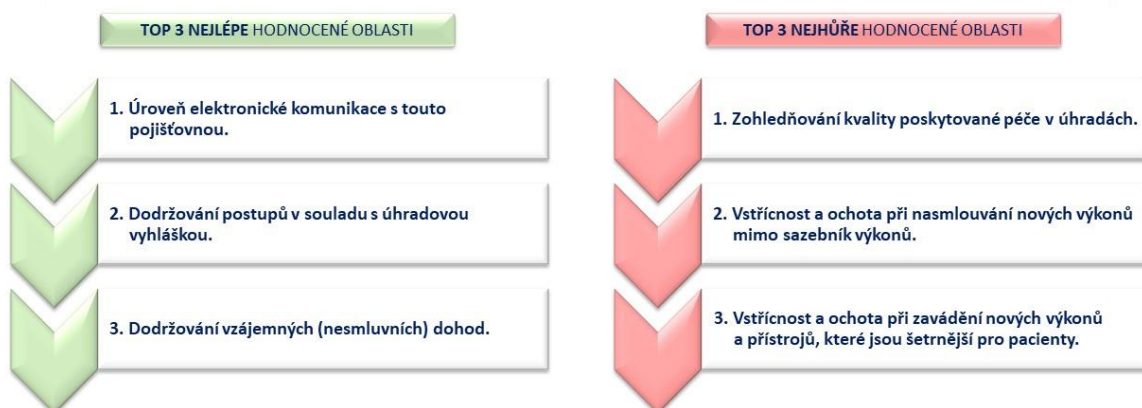 TOP 3 NEJLÉPE HODNOCENÉ OBLASTI
1. Úroveň elektronické komunikace s touto
pojišťovnou.
2. Dodržování postupů v souladu s úhradovou
vyhláškou.
3. Dodržování vzájemných (nesmluvních) dohod.
TOP 3 NEJHŮŘE HODNOCENÉ OBLASTI
1. Zohledňování kvality poskytované péče v úhradách.
2. Vstřícnost a ochota při nasmlouvání nových výkonů
mimo sazebník výkonů.
3. Vstřícnost a ochota při zavádění nových výkonů
a přístrojů, které jsou šetrnější pro pacienty.